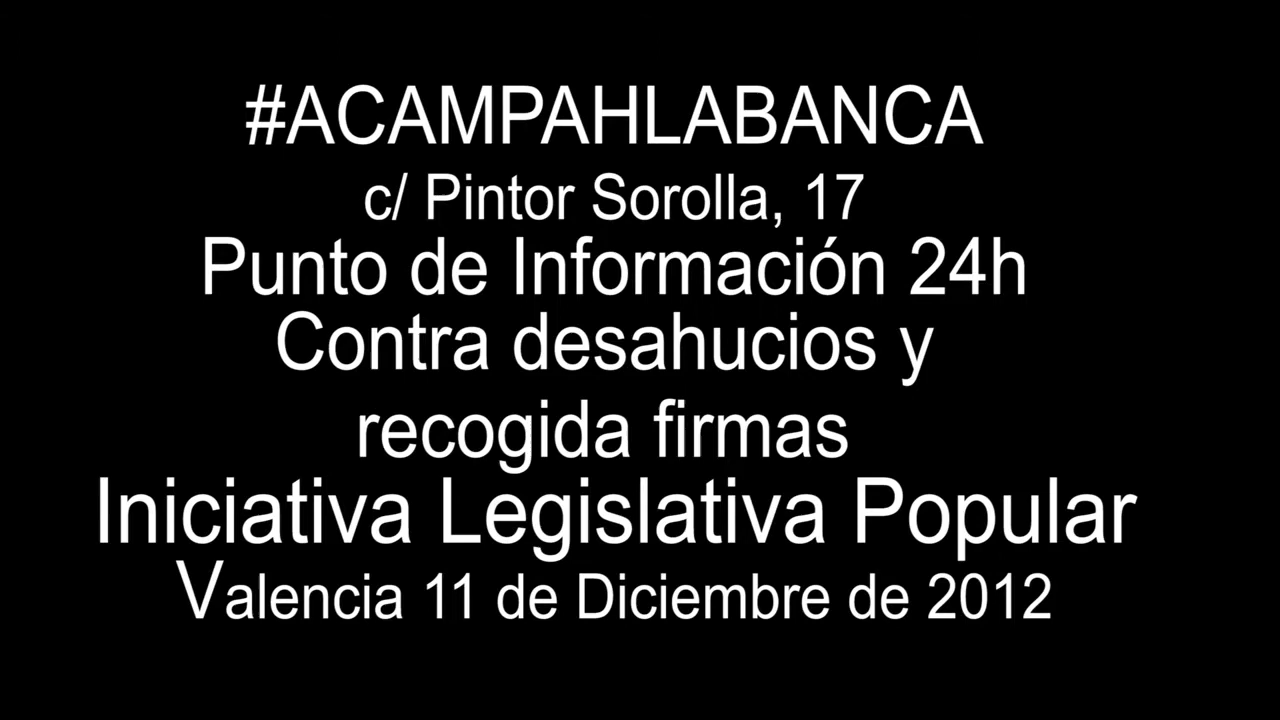 #ACAMPAHLABANCA
c/ Pintor Sorolla, 17
Punto de Información 24h
Contra desahucios y
recogida firmas
Iniciativa Legislativa Popular
Valencia 11 de Diciembre de 2012